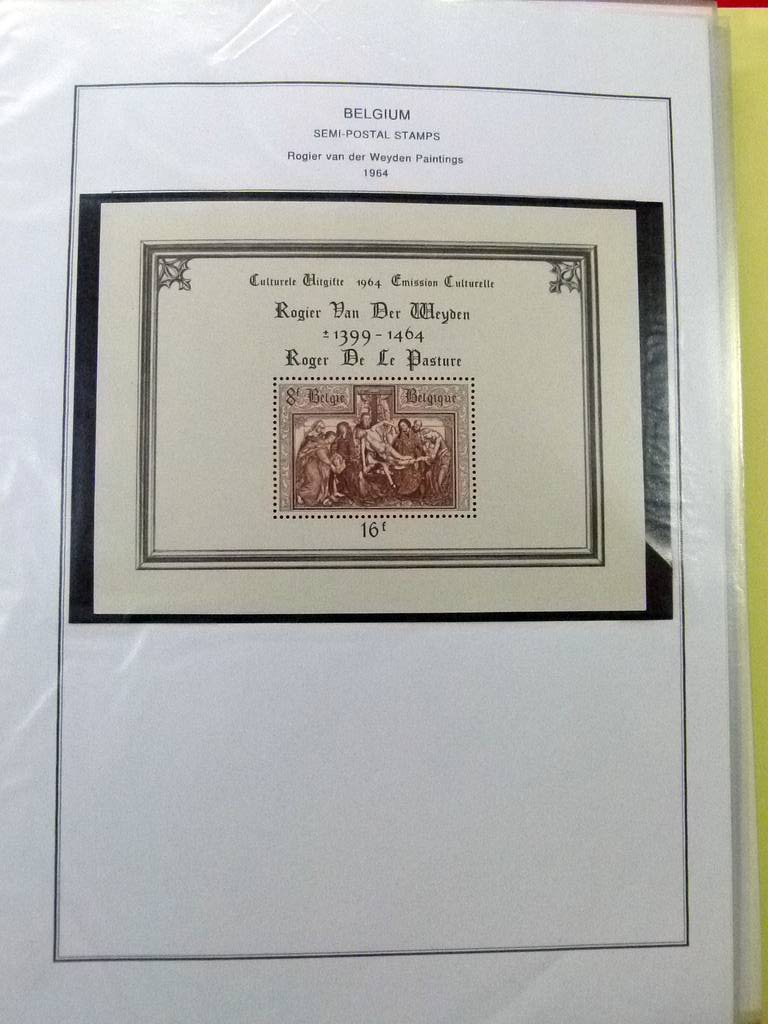 BELGIUM
SEMI-POSTAL STAMPS
Rogier van der Weyden Paintings
1964
Culturele Uitgifte 1964 Emission Culturelle
Rogier Van Der Weyden
± 1399 - 1464
Roger De Le Pasture
8f België Belgique
16f